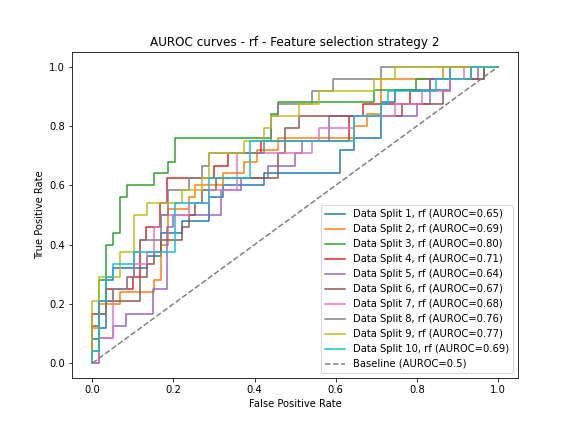 AUROC curves - rf - Feature selection strategy 2
True Positive Rate
1.0
0.8
0.6
0.4
0.2
0.0
Data Split 1, rf (AUROC=0.65)
Data Split 2, rf (AUROC=0.69)
Data Split 3, rf (AUROC=0.80)
Data Split 4, rf (AUROC=0.71)
Data Split 5, rf (AUROC=0.64)
Data Split 6, rf (AUROC=0.67)
Data Split 7, rf (AUROC=0.68)
Data Split 8, rf (AUROC=0.76)
Data Split 9, rf (AUROC=0.77)
Data Split 10, rf (AUROC=0.69)
Baseline (AUROC=0.5)
0.0 0.2 0.4 0.6 0.8 1.0
False Positive Rate